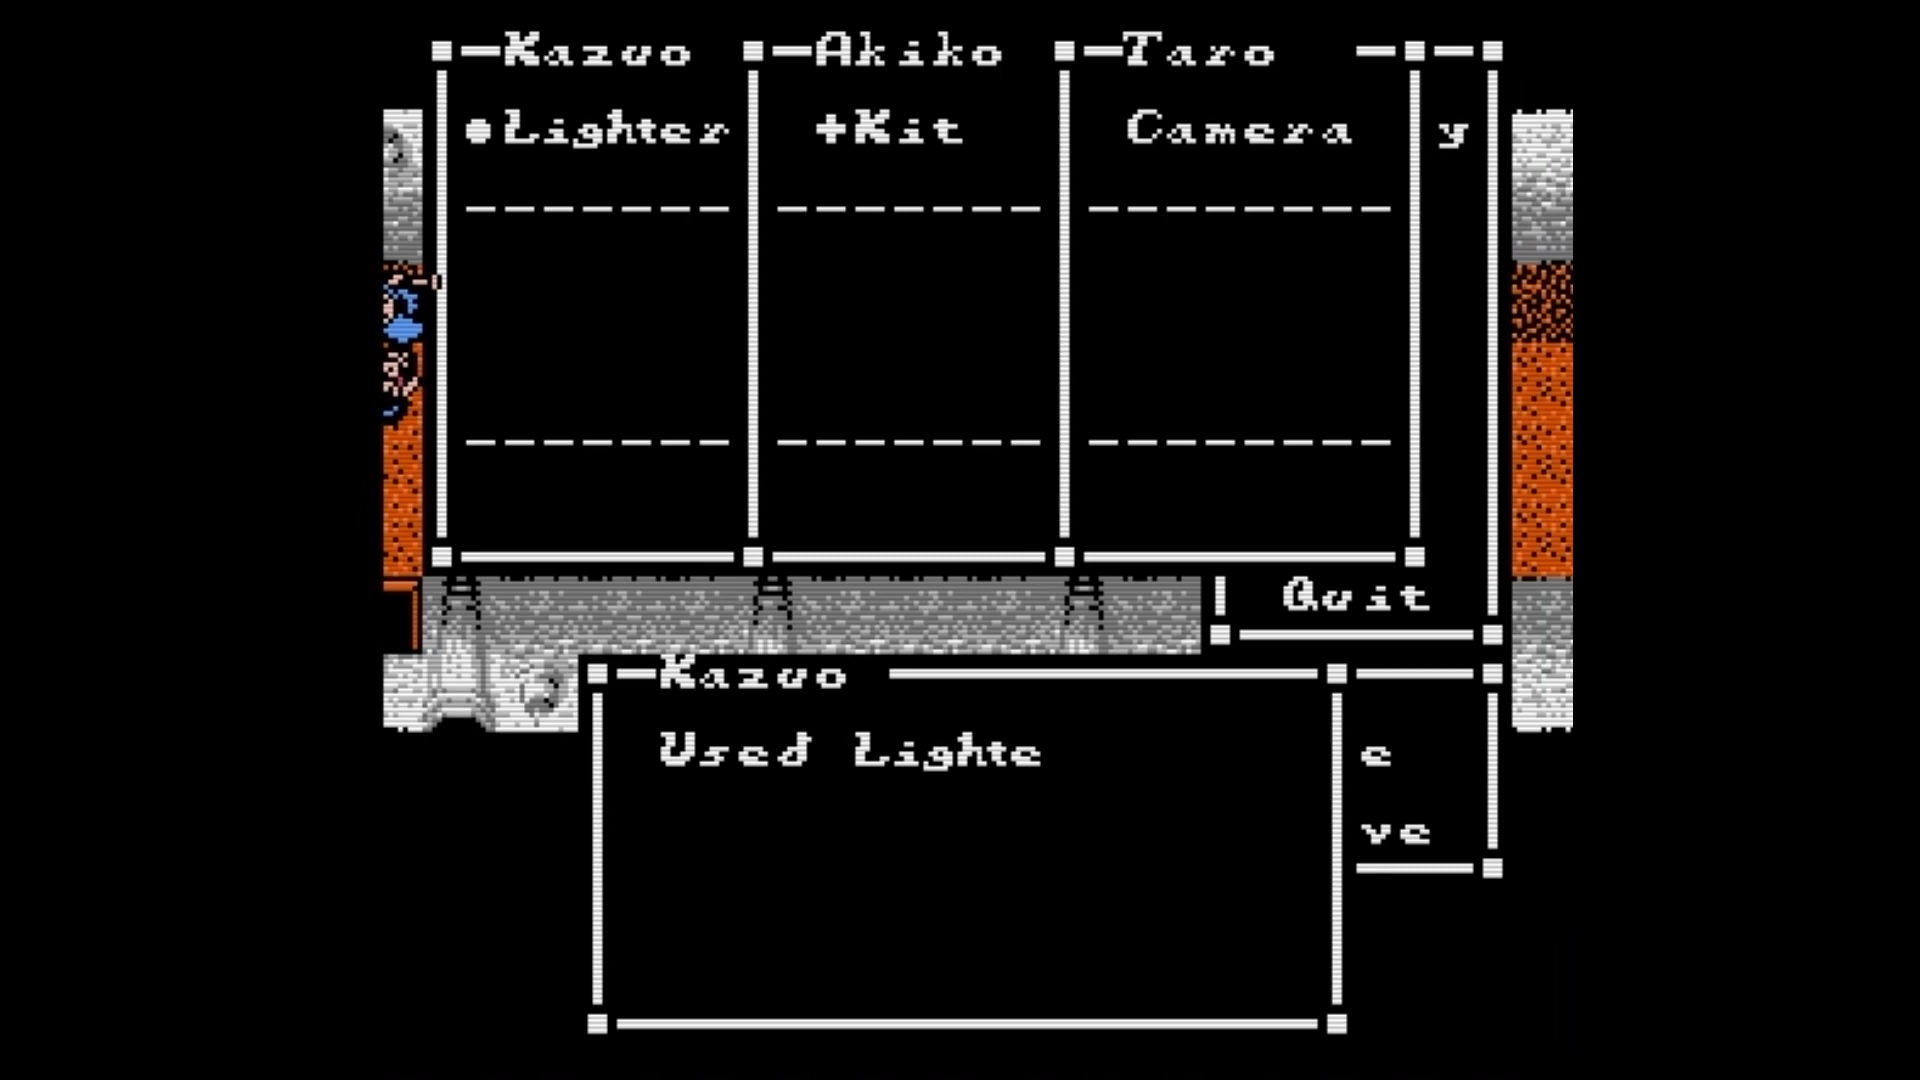 Kazuo Akiko Taro
Lighter +Kit Camera y
Quit
Kazuo
Used Lighte e
ve